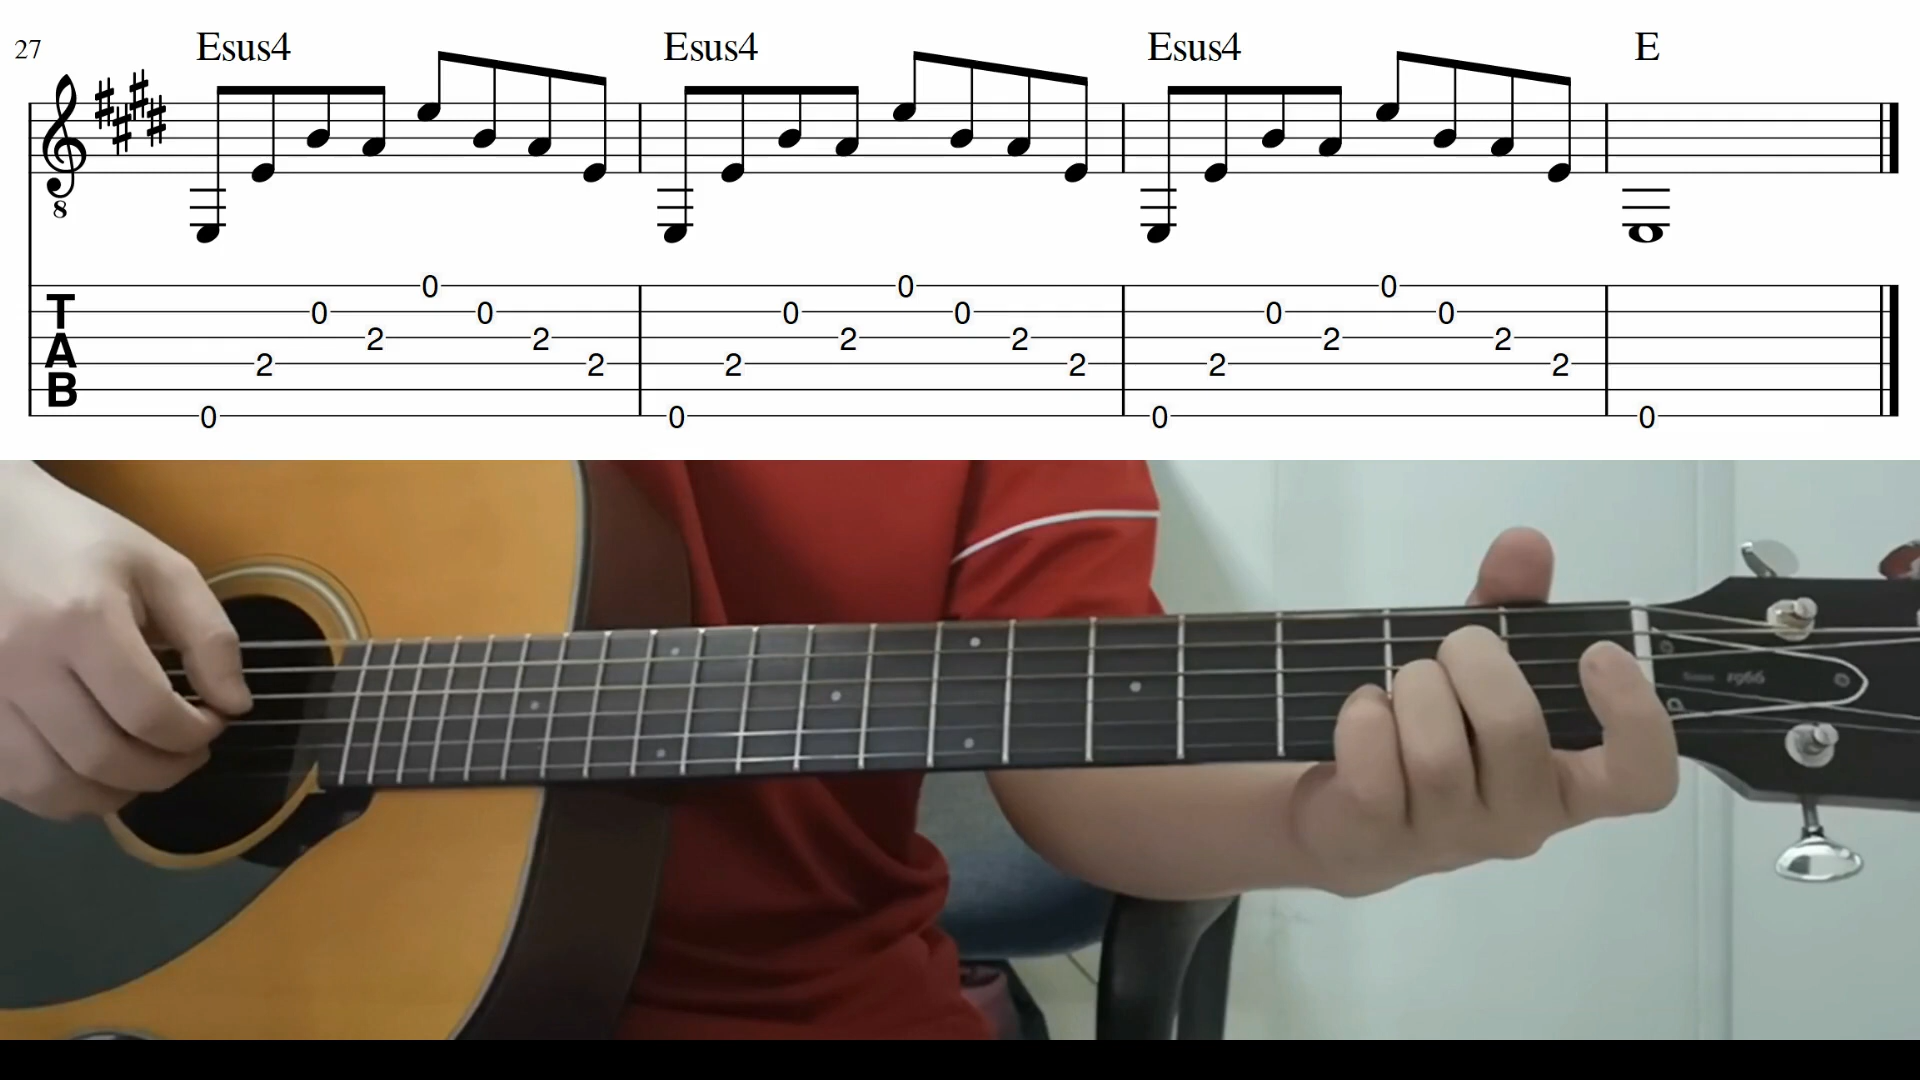 27 Esus4 Esus4 Esus4 E
8
0 0 0
0 0 0 0 0 0
T 2 2 2 2 2 2
A 2 2 2 2 2 2
B
0 0 0 0
1966